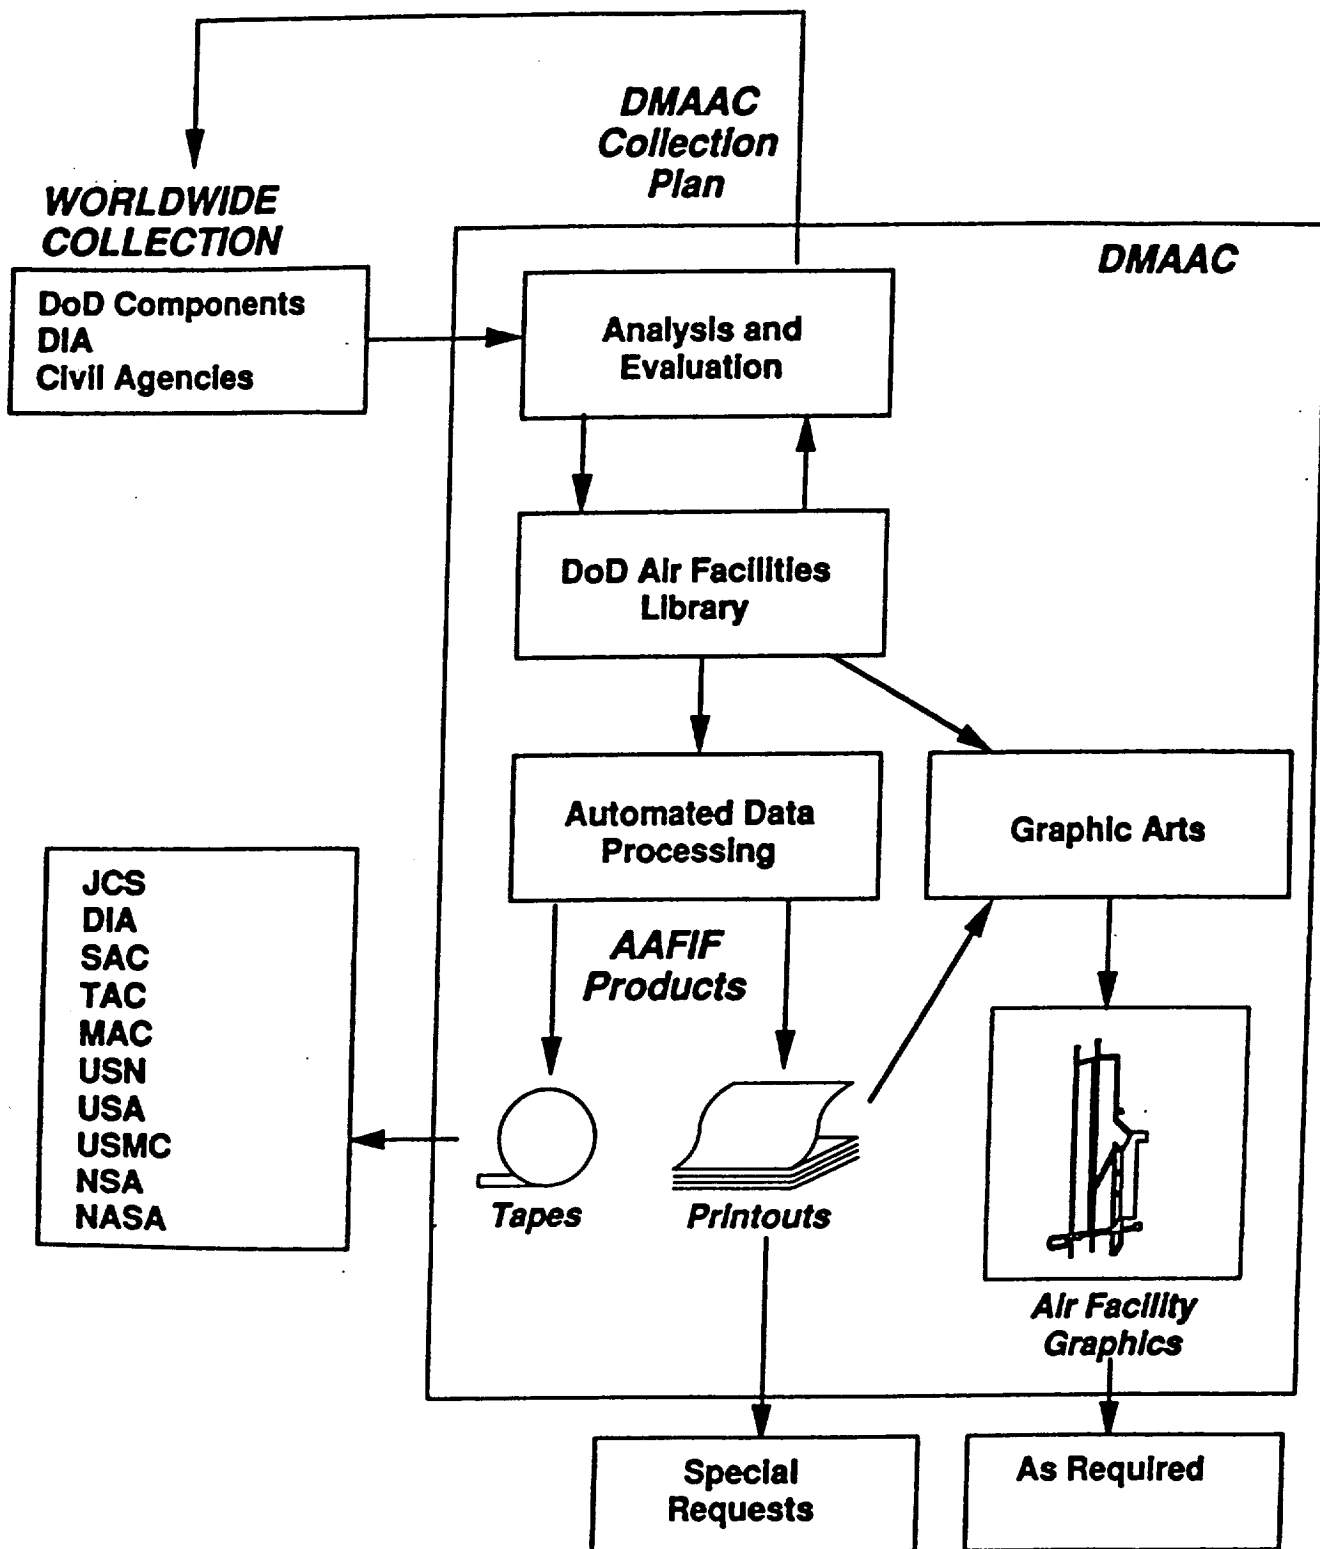 DMAAC
Collection
Plan
WORLDWIDE
COLLECTION
DMAAC
DoD Components
DIA
Civil Agencies
Analysis and
Evaluation
DoD Air Facilities
Library
Automated Data
Processing
Graphic Arts
JCS
DIA
SAC
TAC
MAC
USN
USA
USMC
NSA
NASA
AAFIF
Products
Tapes
Printouts
Air Facility
Graphics
Special
Requests
As Required